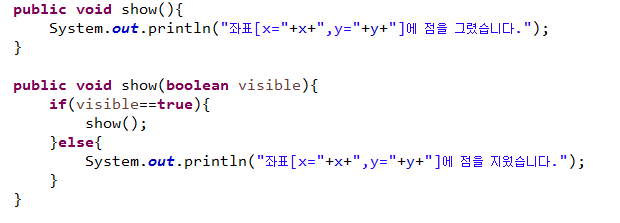 public void show(){
    System.out.println("좌표[x="+x+",y="+y+"]에 점을 그렸습니다.");
}
public void show(boolean visible){
    if(visible==true){
        show();
    }else{
        System.out.println("좌표[x="+x+",y="+y+"]에 점을 지웠습니다.");
    }
}